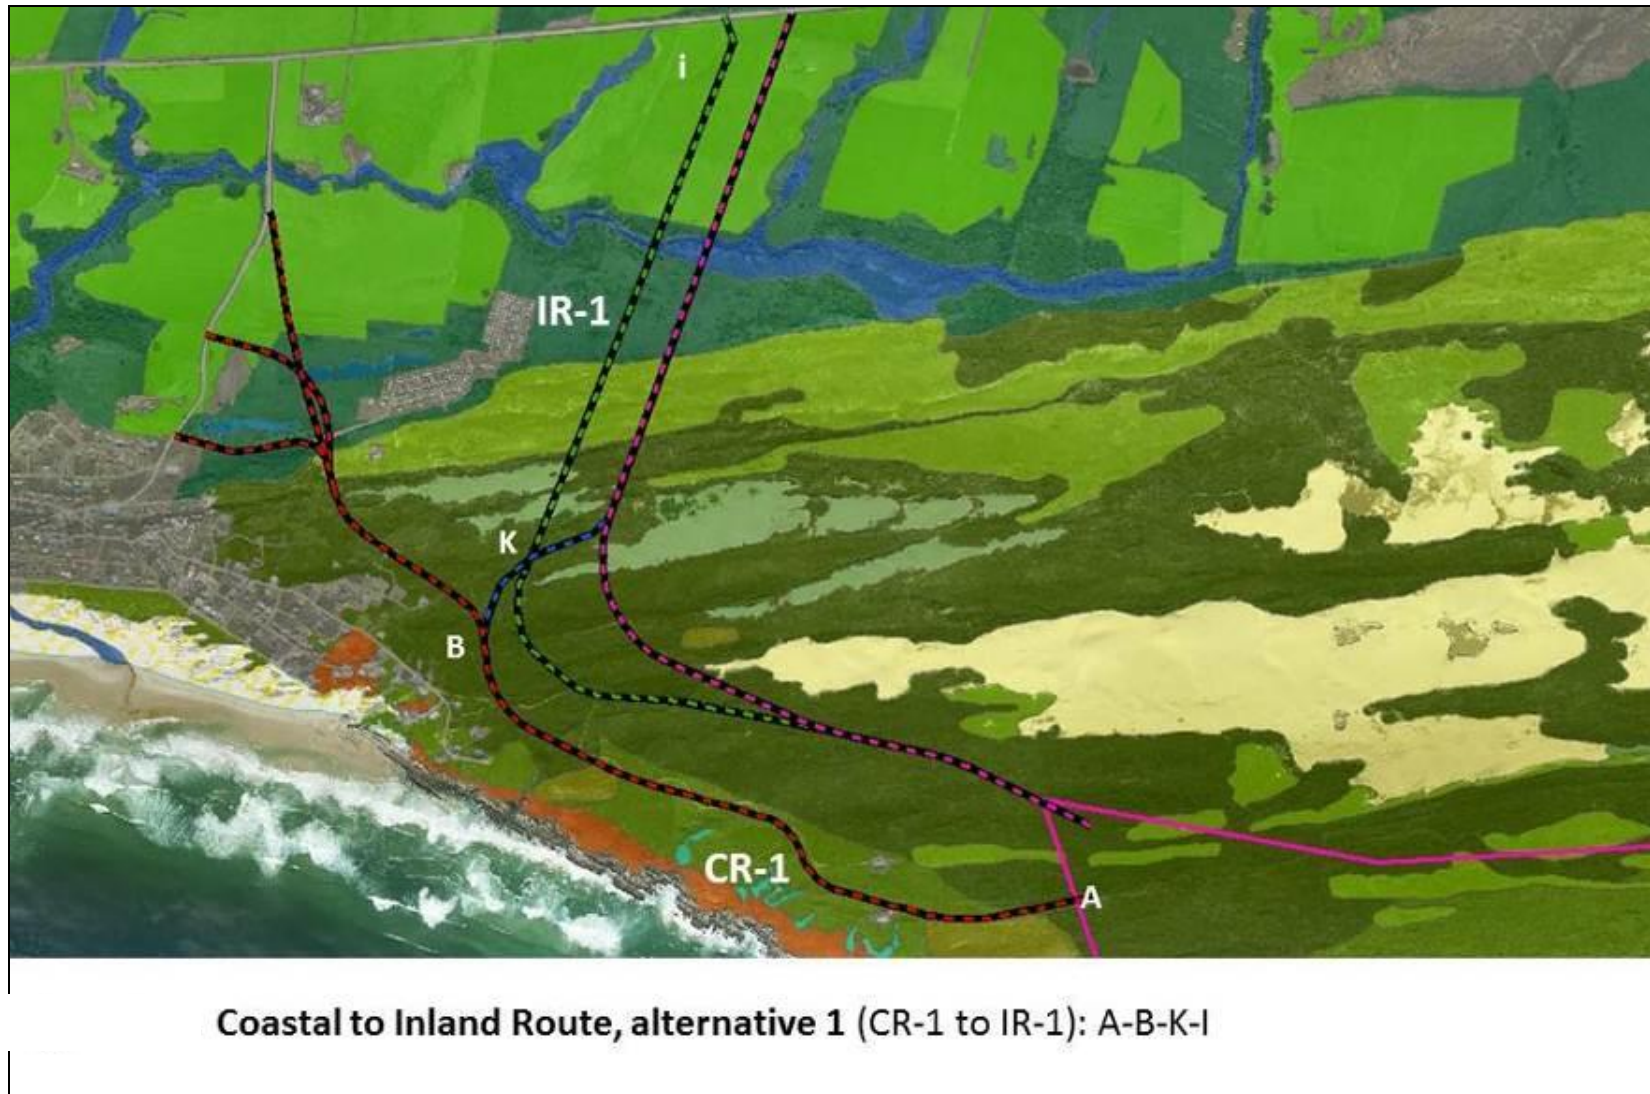 i
IR-1
K
B
CR-1
A
Coastal to Inland Route, alternative 1 (CR-1 to IR-1): A-B-K-I